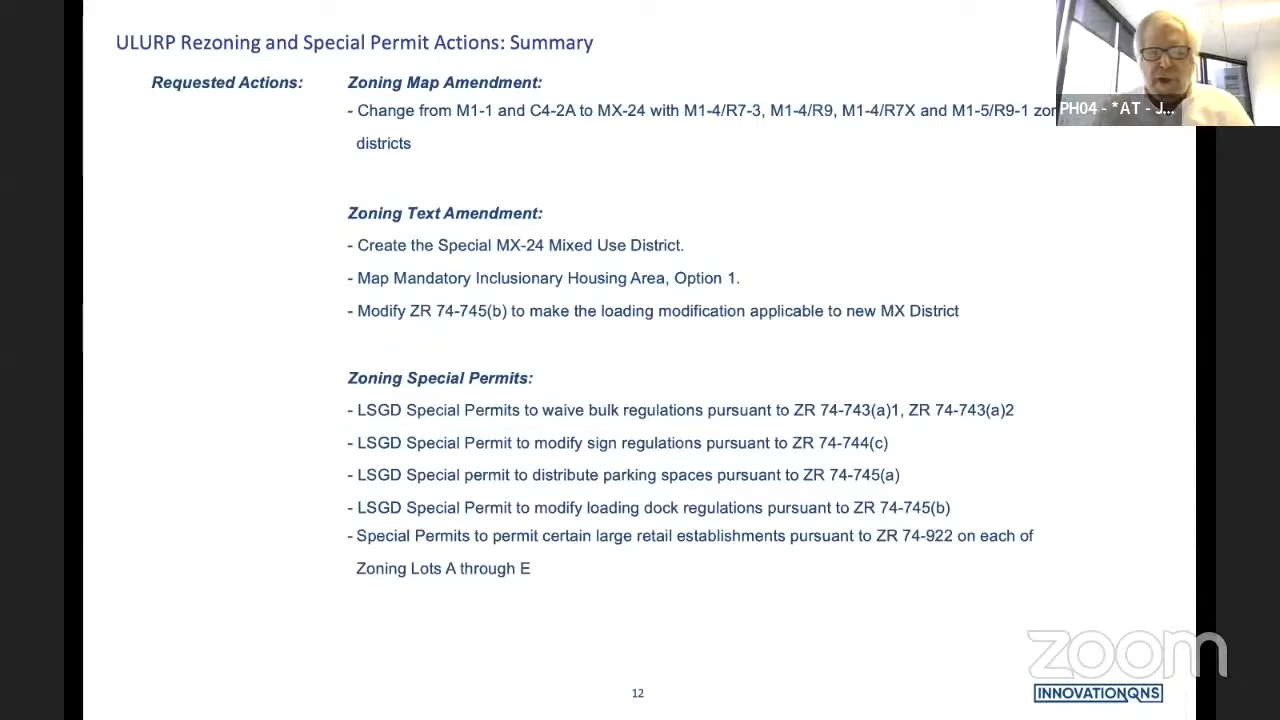 ULURP Rezoning and Special Permit Actions: Summary
Requested Actions:
Zoning Map Amendment:
- Change from M1-1 and C4-2A to MX-24 with M1-4/R7-3, M1-4/R9, M1-4/R7X and M1-5/R9-1 zon
districts
Zoning Text Amendment:
- Create the Special MX-24 Mixed Use District.
- Map Mandatory Inclusionary Housing Area, Option 1.
- Modify ZR 74-745(b) to make the loading modification applicable to new MX District
Zoning Special Permits:
- LSGD Special Permits to waive bulk regulations pursuant to ZR 74-743(a)1, ZR 74-743(a)2
- LSGD Special Permit to modify sign regulations pursuant to ZR 74-744(c)
- LSGD Special permit to distribute parking spaces pursuant to ZR 74-745(a)
- LSGD Special Permit to modify loading dock regulations pursuant to ZR 74-745(b)
- Special Permits to permit certain large retail establishments pursuant to ZR 74-922 on each of
Zoning Lots A through E
PH04 - *AT - J...
zoom
INNOVATIONQNS
12